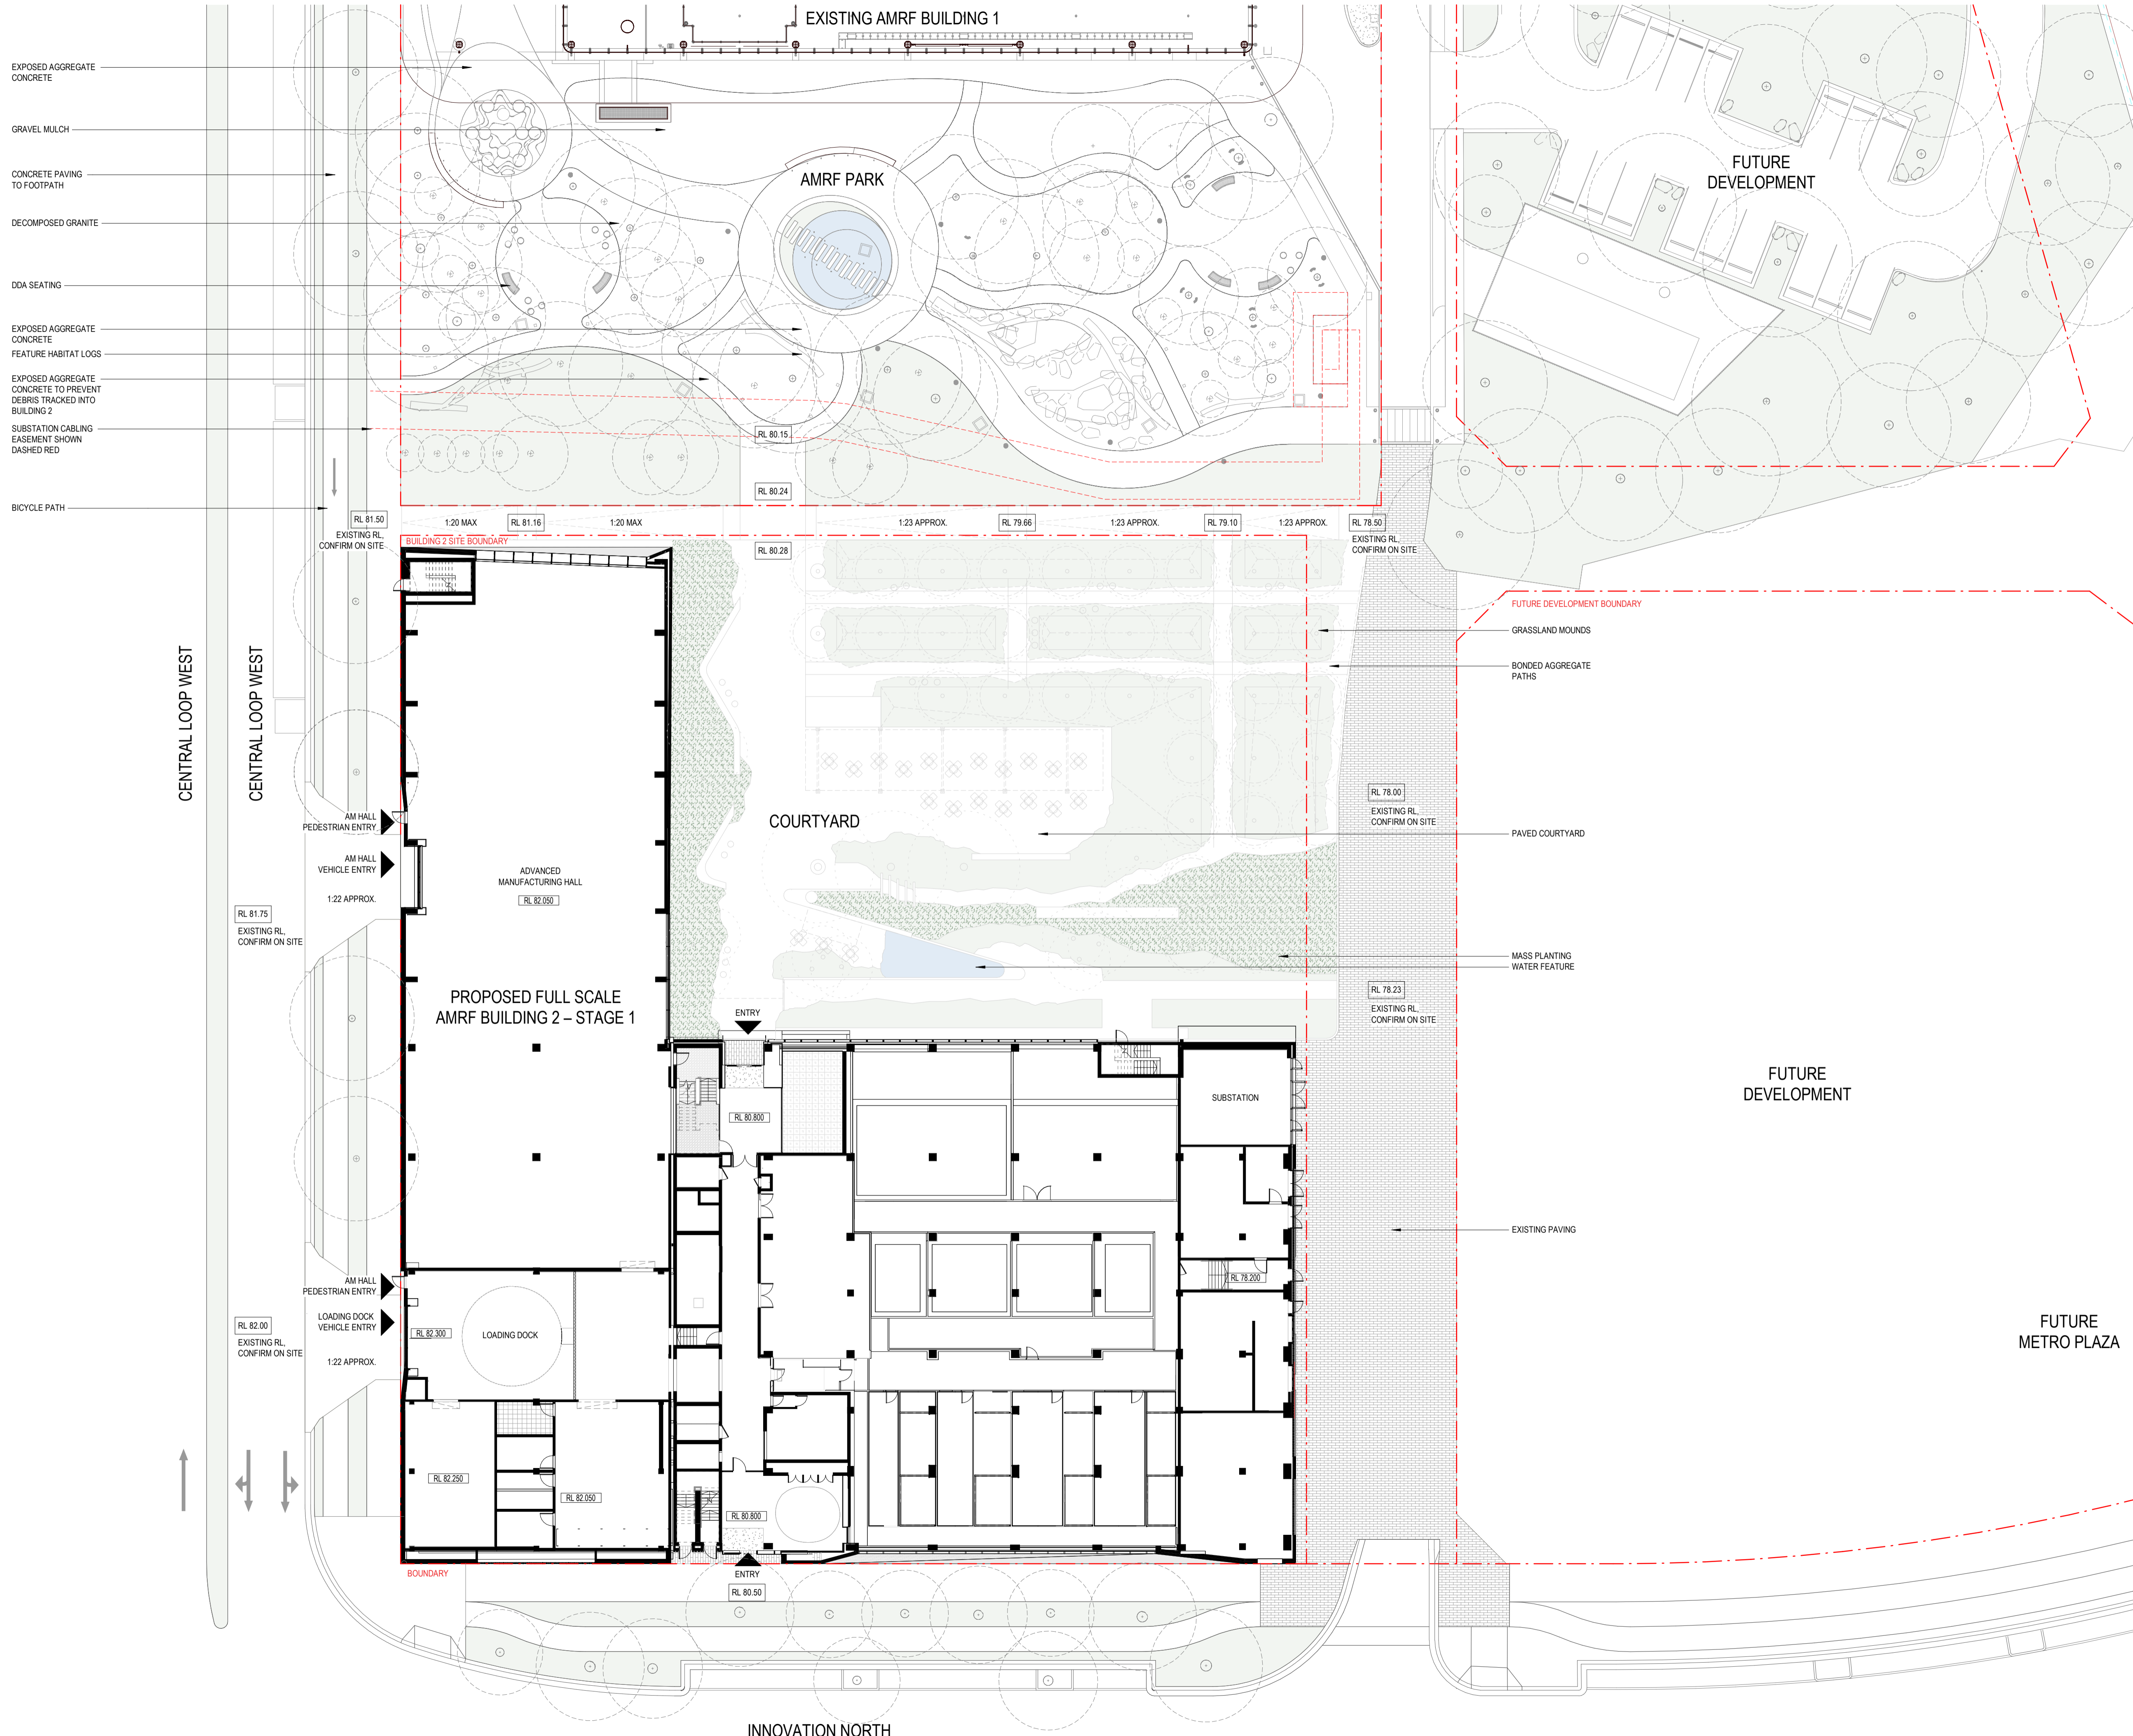 EXISTING AMRF BUILDING 1
EXPOSED AGGREGATE
CONCRETE
GRAVEL MULCH
CONCRETE PAVING
TO FOOTPATH
DECOMPOSED GRANITE
DDA SEATING
EXPOSED AGGREGATE
CONCRETE
FEATURE HABITAT LOGS
EXPOSED AGGREGATE
CONCRETE TO PREVENT
DEBRIS TRACKED INTO
BUILDING 2
SUBSTATION CABLING
EASEMENT SHOWN
DASHED RED
BICYCLE PATH
AMRF PARK
FUTURE
DEVELOPMENT
RL 80.15
RL 80.24
RL 81.50
EXISTING RL,
CONFIRM ON SITE
1:20 MAX
RL 81.16
1:20 MAX
1:23 APPROX.
RL 79.66
1:23 APPROX.
RL 79.10
1:23 APPROX.
RL 78.50
EXISTING RL,
CONFIRM ON SITE
BUILDING 2 SITE BOUNDARY
RL 80.28
FUTURE DEVELOPMENT BOUNDARY
GRASSLAND MOUNDS
BONDED AGGREGATE
PATHS
CENTRAL LOOP WEST
CENTRAL LOOP WEST
AM HALL
PEDESTRIAN ENTRY
AM HALL
VEHICLE ENTRY
1:22 APPROX.
RL 81.75
EXISTING RL,
CONFIRM ON SITE
ADVANCED
MANUFACTURING HALL
RL 82.050
COURTYARD
RL 78.00
EXISTING RL,
CONFIRM ON SITE
PAVED COURTYARD
MASS PLANTING
WATER FEATURE
RL 78.23
EXISTING RL,
CONFIRM ON SITE
PROPOSED FULL SCALE
AMRF BUILDING 2 – STAGE 1
ENTRY
RL 80.800
SUBSTATION
FUTURE
DEVELOPMENT
EXISTING PAVING
RL 78.200
AM HALL
PEDESTRIAN ENTRY
LOADING DOCK
VEHICLE ENTRY
1:22 APPROX.
RL 82.00
EXISTING RL,
CONFIRM ON SITE
RL 82.300
LOADING DOCK
FUTURE
METRO PLAZA
RL 82.250
RL 82.050
RL 80.800
BOUNDARY
ENTRY
RL 80.50
INNOVATION NORTH